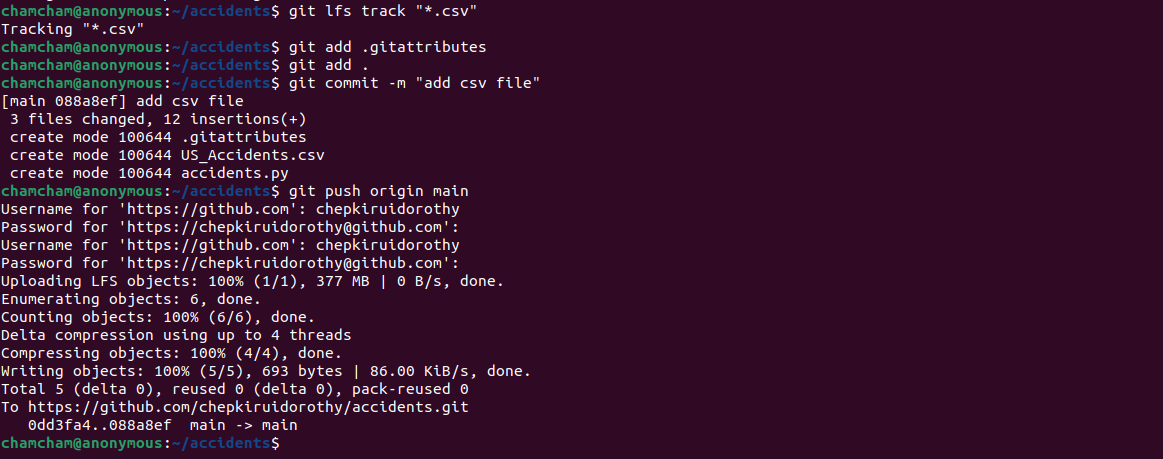 chamcham@anonymous:~/accidents$ git lfs track "*.csv"
Tracking "*.csv"
chamcham@anonymous:~/accidents$ git add .gitattributes
chamcham@anonymous:~/accidents$ git add .
chamcham@anonymous:~/accidents$ git commit -m "add csv file"
[main 088a8ef] add csv file
 3 files changed, 12 insertions(+)
 create mode 100644 .gitattributes
 create mode 100644 US_Accidents.csv
 create mode 100644 accidents.py
chamcham@anonymous:~/accidents$ git push origin main
Username for 'https://github.com': chepkiruidorothy
Password for 'https://chepkiruidorothy@github.com':
Username for 'https://github.com': chepkiruidorothy
Password for 'https://chepkiruidorothy@github.com':
Uploading LFS objects: 100% (1/1), 377 MB | 0 B/s, done.
Enumerating objects: 6, done.
Counting objects: 100% (6/6), done.
Delta compression using up to 4 threads
Compressing objects: 100% (4/4), done.
Writing objects: 100% (5/5), 693 bytes | 86.00 KiB/s, done.
Total 5 (delta 0), reused 0 (delta 0), pack-reused 0
To https://github.com/chepkiruidorothy/accidents.git
   0dd3fa4..088a8ef  main -> main
chamcham@anonymous:~/accidents$